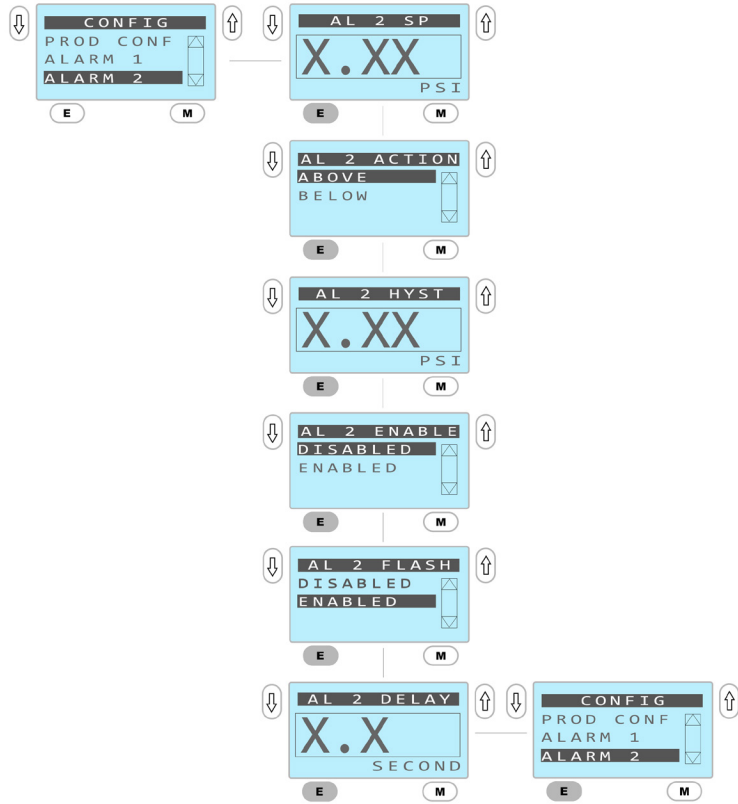 CONFIG
PROD CONF
ALARM 1
ALARM 2
E M
AL 2 SP
X.XX
PSI
E M
AL 2 ACTION
ABOVE
BELOW
E M
AL 2 HYST
X.XX
PSI
E M
AL 2 ENABLE
DISABLED
ENABLED
E M
AL 2 FLASH
DISABLED
ENABLED
E M
AL 2 DELAY
X.X
SECOND
E M
CONFIG
PROD CONF
ALARM 1
ALARM 2
E M